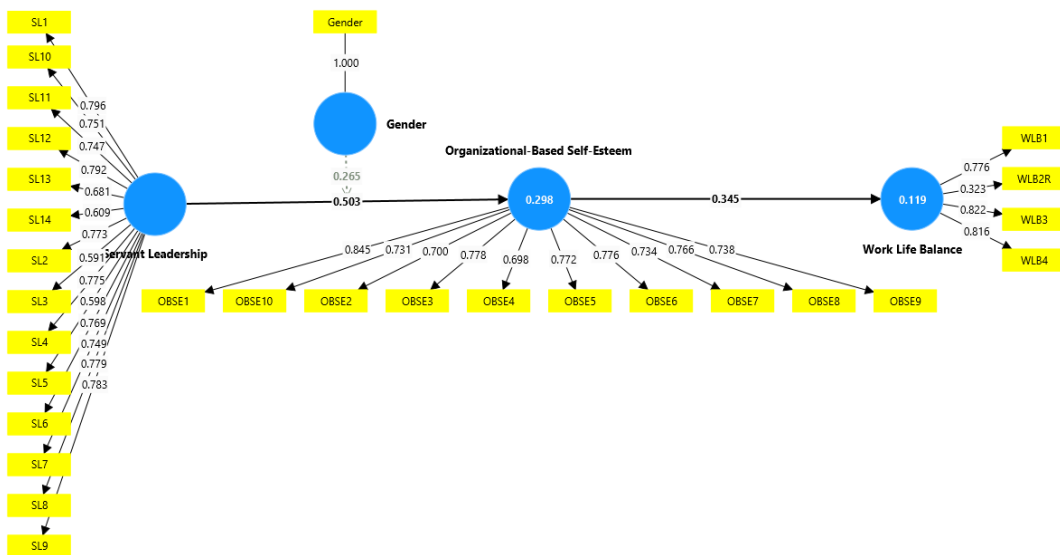 SL1
SL10
SL11
SL12
SL13
SL14
SL2
SL3
SL4
SL5
SL6
SL7
SL8
SL9
0.796
0.751
0.747
0.792
0.681
0.609
0.773
0.591
0.775
0.598
0.769
0.749
0.779
0.783
Servant Leadership
Gender
1.000
Gender
0.265
0.503
Organizational-Based Self-Esteem
0.298
0.845
0.731
0.700
0.778
0.698
0.772
0.776
0.734
0.766
0.738
OBSE1
OBSE10
OBSE2
OBSE3
OBSE4
OBSE5
OBSE6
OBSE7
OBSE8
OBSE9
0.345
0.119
Work Life Balance
0.776
0.323
0.822
0.816
WLB1
WLB2R
WLB3
WLB4